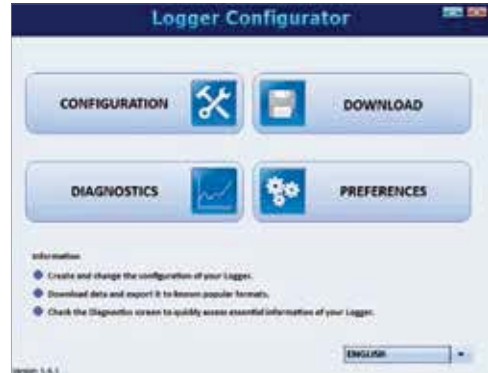 Logger Configurator
CONFIGURATION
DOWNLOAD
DIAGNOSTICS
PREFERENCES
Information
Create and change the configuration of your Logger.
Download data and export it to known popular formats.
Check the Diagnostics screen to quickly access essential information of your Logger.
ENGLISH